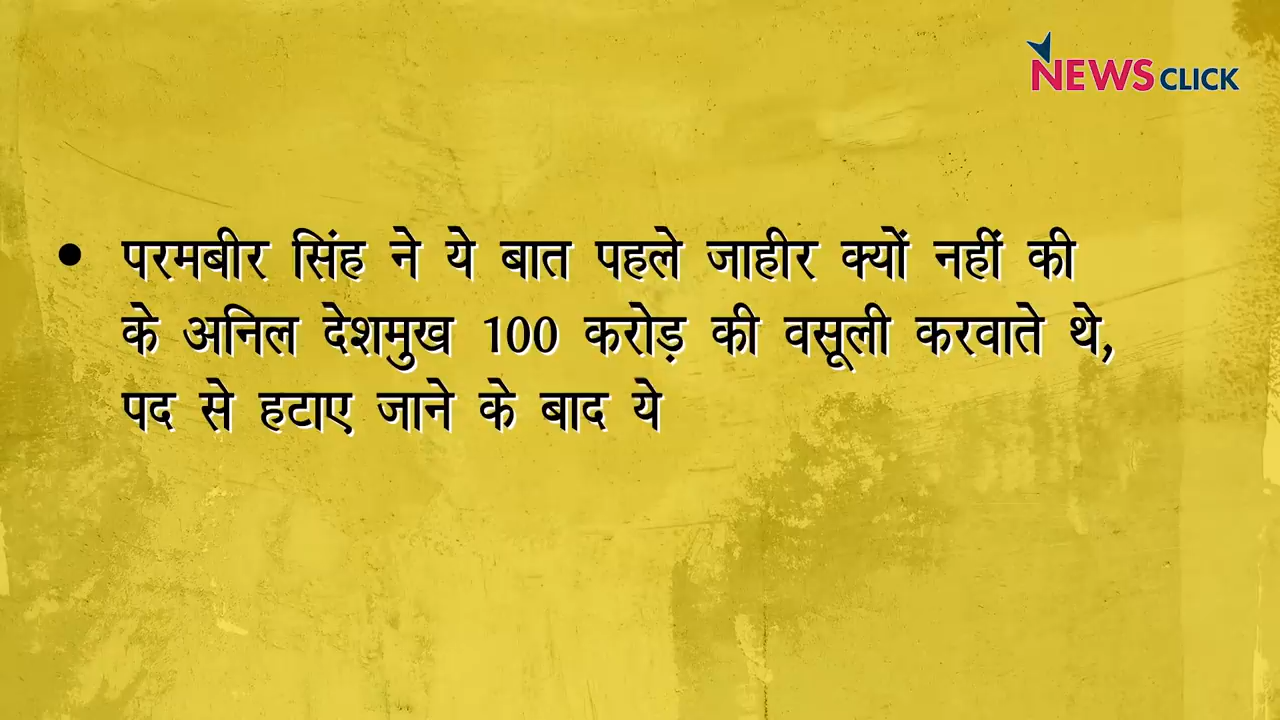 NEWS CLICK
• परमबीर सिंह ने ये बात पहले जाहीर क्यों नहीं की
के अनिल देशमुख 100 करोड़ की वसूली करवाते थे,
पद से हटाए जाने के बाद ये